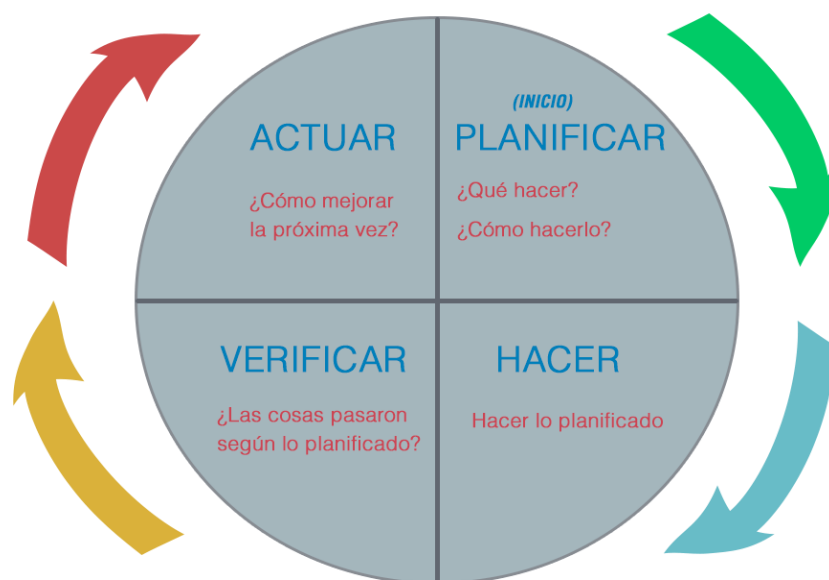 ACTUAR
¿Cómo mejorar
la próxima vez?
(INICIO)
PLANIFICAR
¿Qué hacer?
¿Cómo hacerlo?
VERIFICAR
¿Las cosas pasaron
según lo planificado?
HACER
Hacer lo planificado